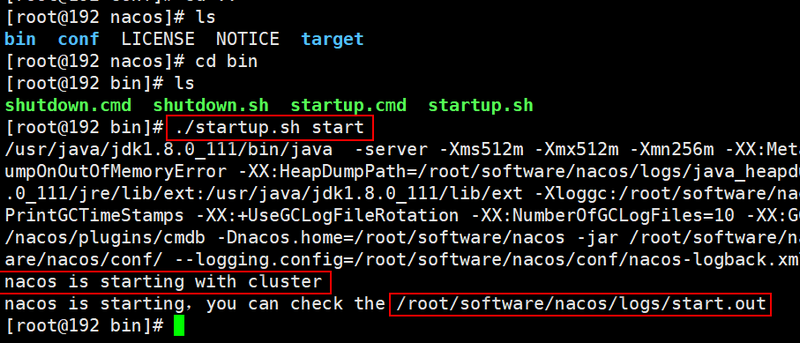 [root@192 nacos]# ls
bin conf LICENSE NOTICE target
[root@192 nacos]# cd bin
[root@192 bin]# ls
shutdown.cmd shutdown.sh startup.cmd startup.sh
[root@192 bin]# ./startup.sh start
/usr/java/jdk1.8.0_111/bin/java -server -Xms512m -Xmx512m -Xmn256m -XX:Meta
umpOnOutOfMemoryError -XX:HeapDumpPath=/root/software/nacos/logs/java_heapdu
.0_111/jre/lib/ext:/usr/java/jdk1.8.0_111/lib/ext -Xloggc:/root/software/na
PrintGCTimeStamps -XX:+UseGCLogFileRotation -XX:NumberOfGCLogFiles=10 -XX:G
/nacos/plugins/cmdb -Dnacos.home=/root/software/nacos -jar /root/software/n
are/nacos/conf/ --logging.config=/root/software/nacos/conf/nacos-logback.xm
nacos is starting with cluster
nacos is starting, you can check the /root/software/nacos/logs/start.out
[root@192 bin]#